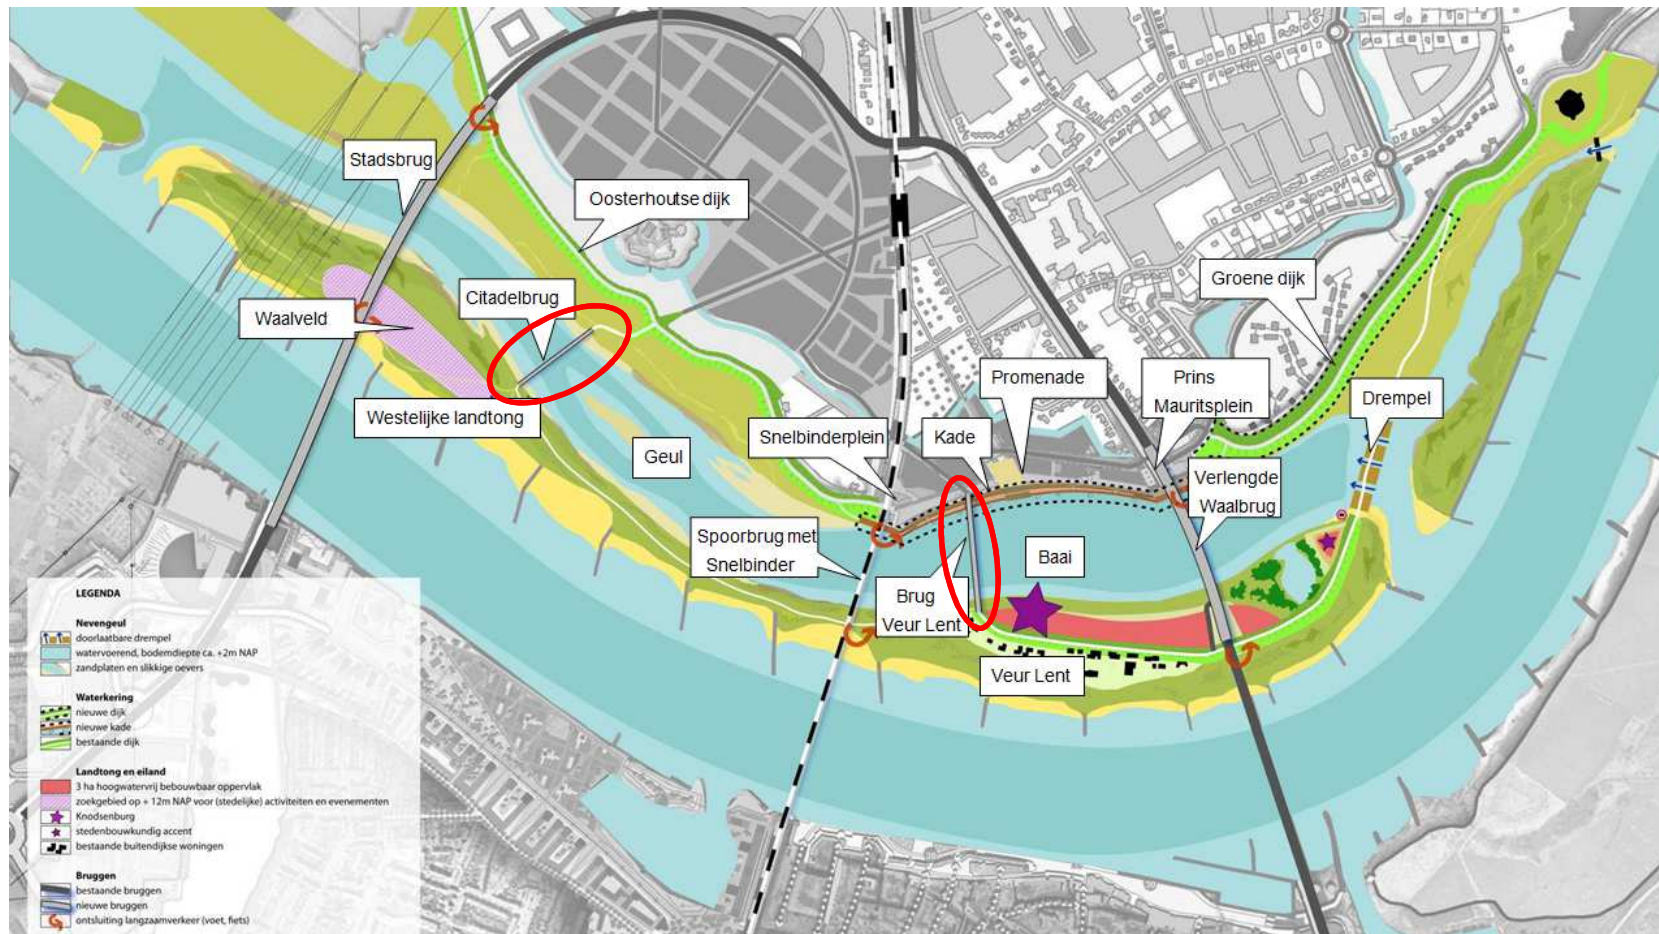 Stadsbrug
Oosterhoutse dijk
Groene dijk
Citadelbrug
Waalveld
Promenade
Prins
Mauritsplein
Drempel
Westelijke landtong
Snelbinderplein
Kade
Geul
Verlengde
Waalbrug
Spoorbrug met
Snelbinder
Baai
Brug
Veur Lent
Veur Lent
LEGENDA
Nevengeul
doorlaatbare drempel
watervoerend, bodemdiepte ca. +2m NAP
zandplaten en slikkige oevers
Waterkering
nieuwe dijk
nieuwe kade
bestaande dijk
Landtong en eiland
3 ha hoogwatervrij bebouwbaar oppervlak
zoekgebied op + 12m NAP voor (stedelijke) activiteiten en evenementen
Knodsenburg
stedenbouwkundig accent
bestaande buitendijkse woningen
Bruggen
bestaande bruggen
nieuwe bruggen
ontsluiting langzaamverkeer (voet, fiets)